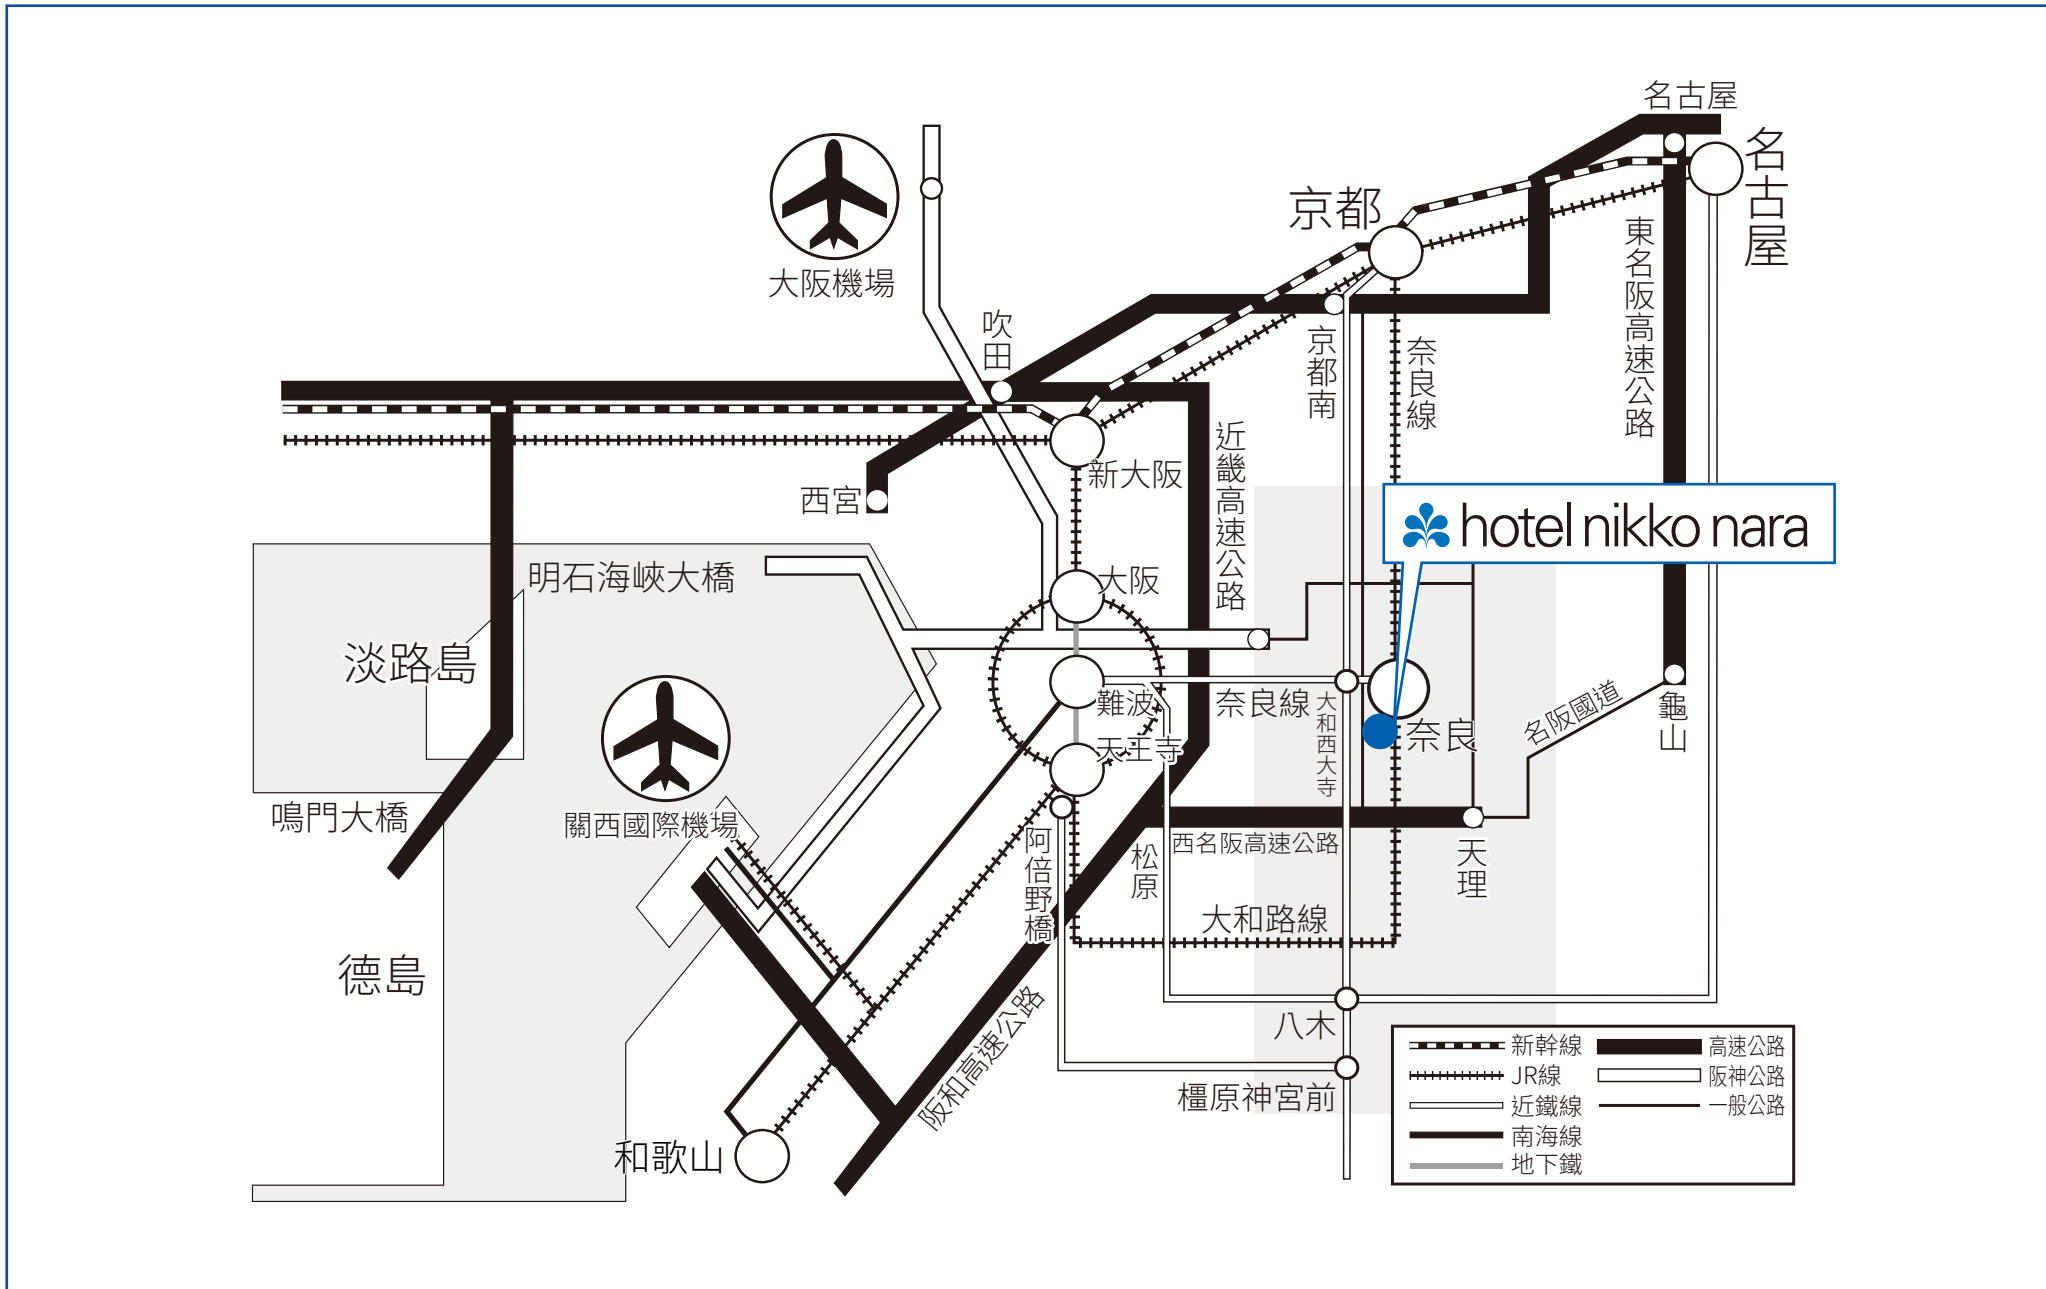 名古屋
名古屋
京都
大阪機場
東名阪高速公路
吹田
京都南
奈良線
近畿高速公路
新大阪
西宮
hotel nikko nara
明石海峽大橋
大阪
淡路島
難波
奈良線
大和西大寺
奈良
名阪國道
龜山
天王寺
鳴門大橋
關西國際機場
阿倍野橋
松原
西名阪高速公路
天理
大和路線
德島
阪和高速公路
八木
橿原神宮前
和歌山
新幹線
高速公路
JR線
阪神公路
近鐵線
一般公路
南海線
地下鐵